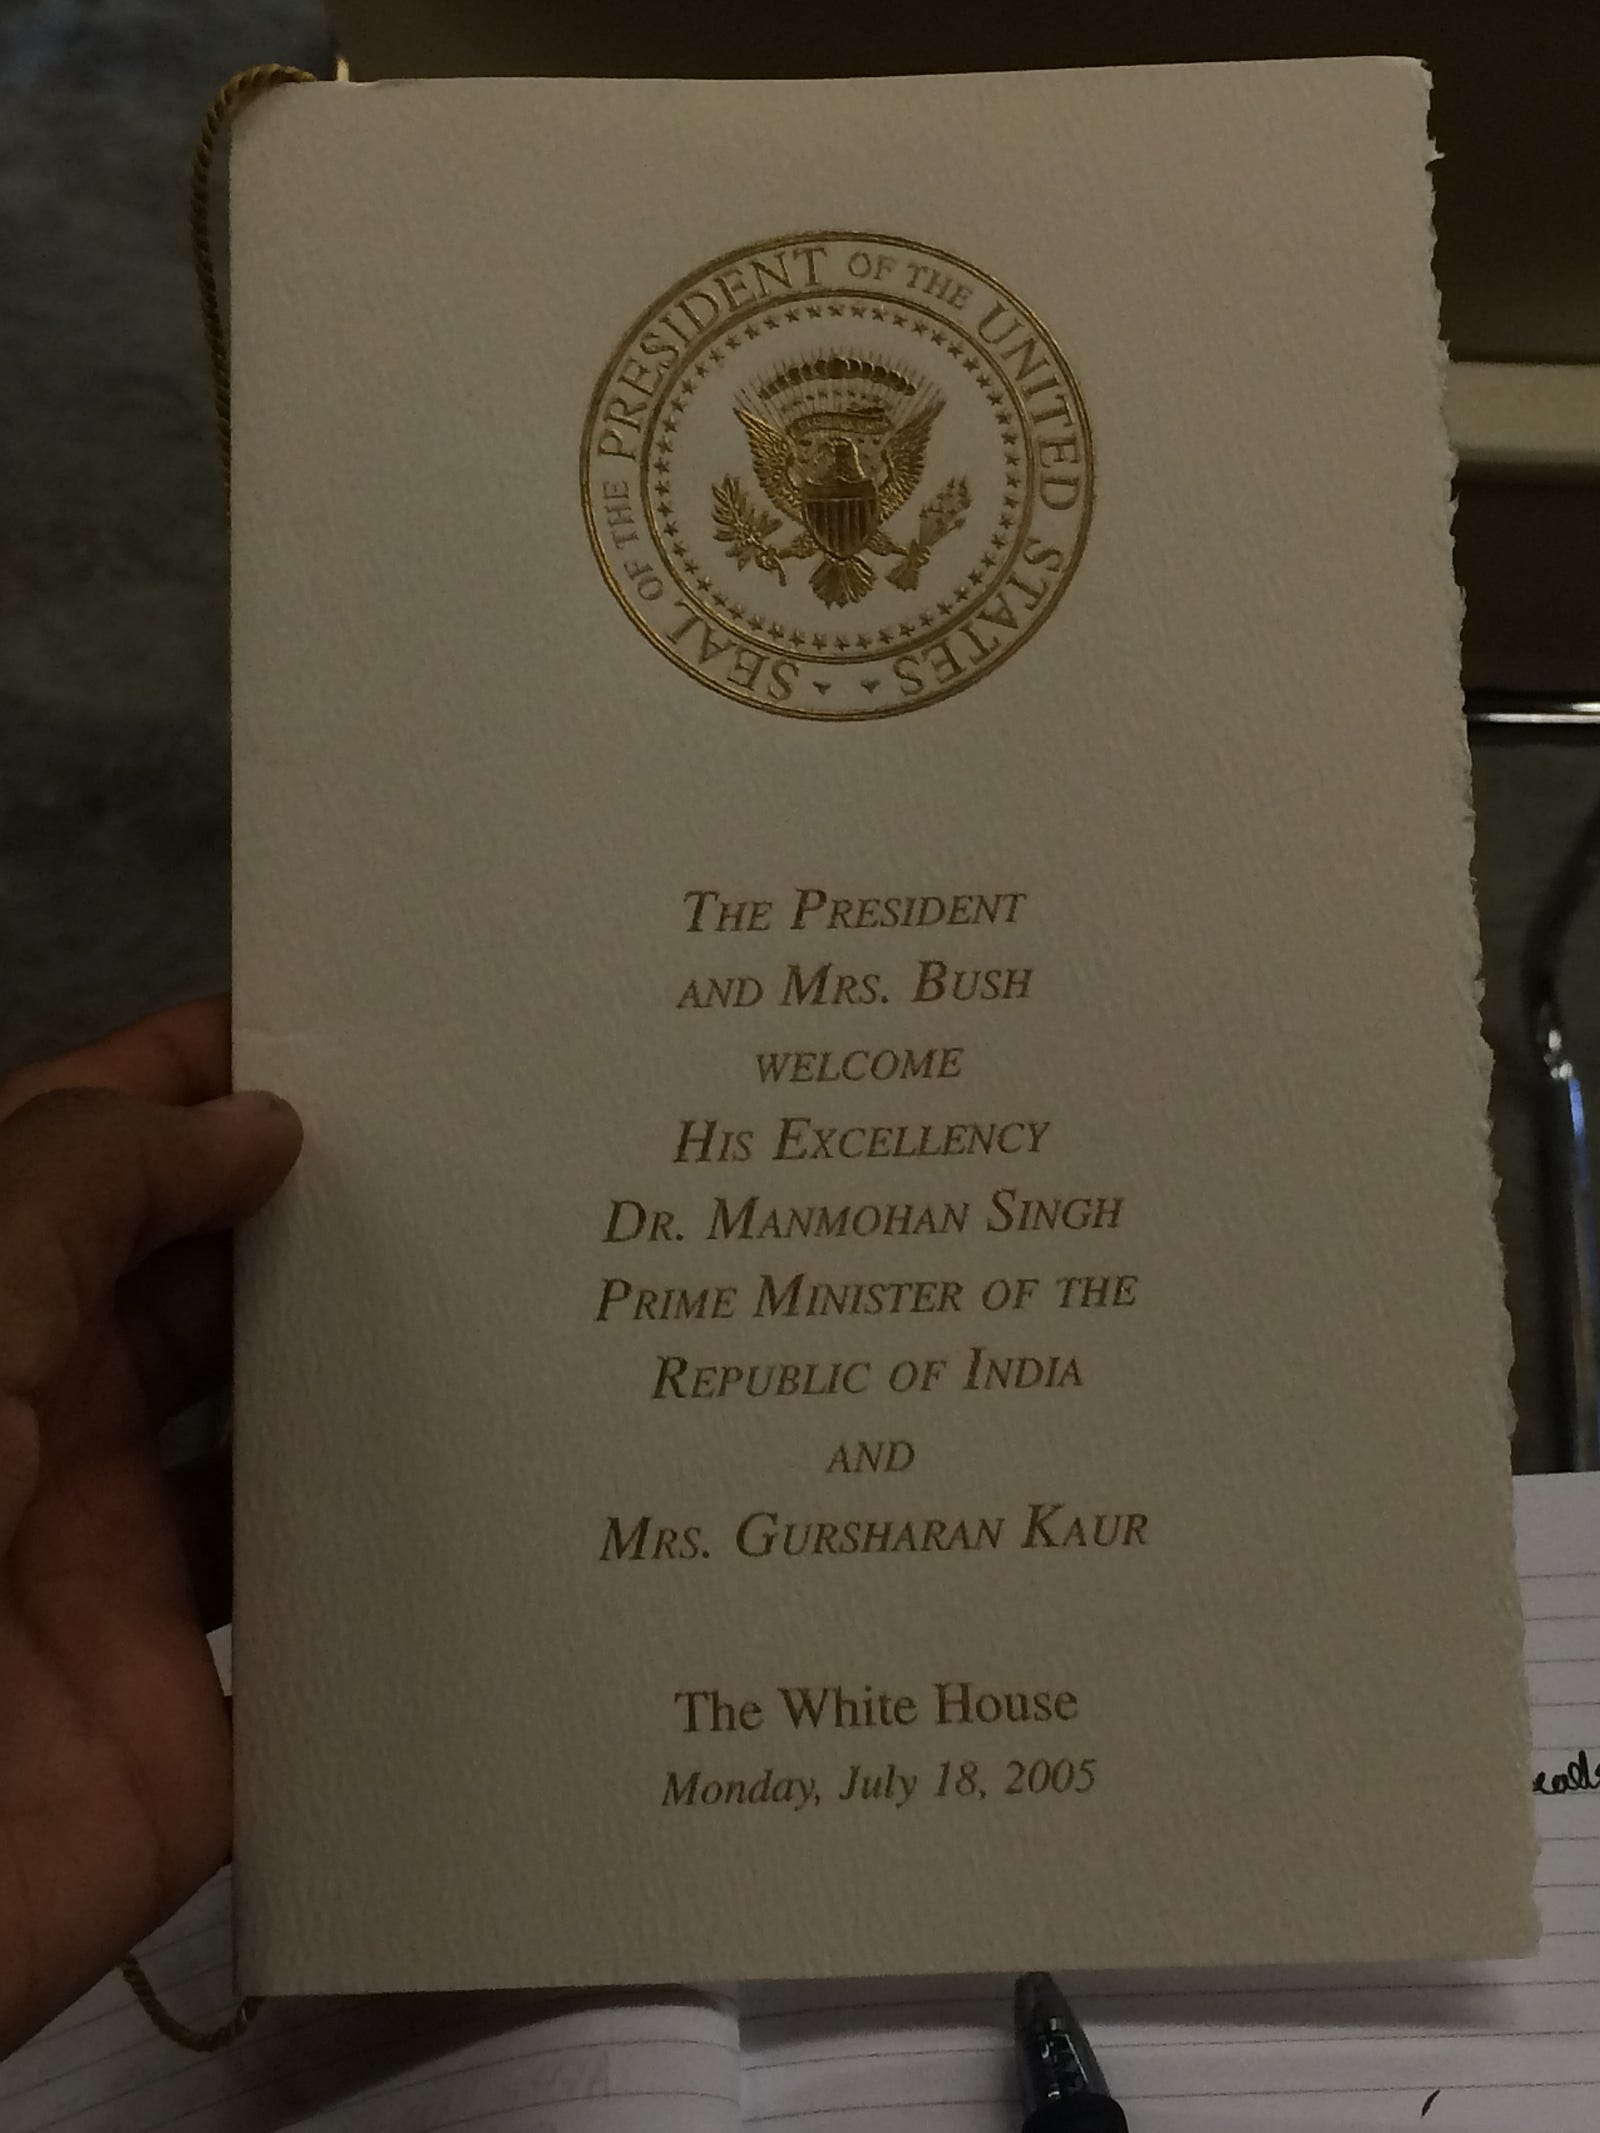 SEAL OF THE PRESIDENT OF THE UNITED STATES
THE PRESIDENT
AND MRS. BUSH
WELCOME
HIS EXCELLENCY
DR. MANMOHAN SINGH
PRIME MINISTER OF THE
REPUBLIC OF INDIA
AND
MRS. GURSHARAN KAUR
The White House
Monday, July 18, 2005